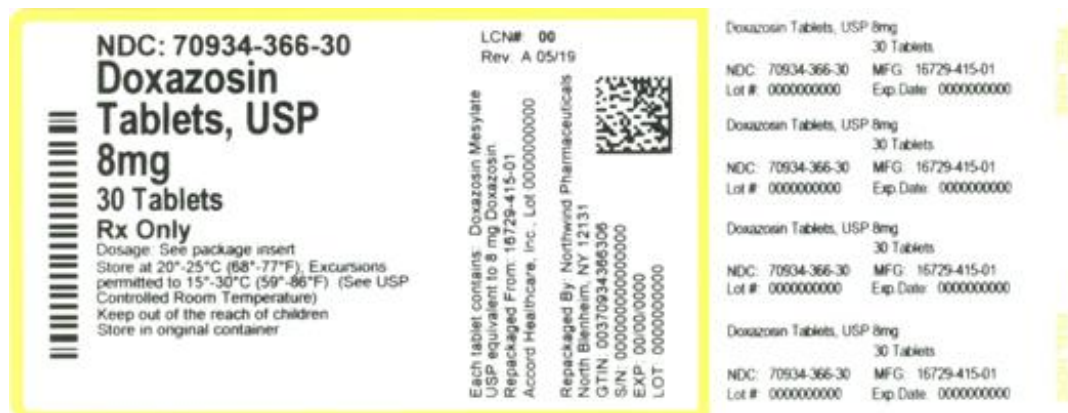 NDC: 70934-366-30
Doxazosin
Tablets, USP
8mg
30 Tablets
Rx Only
Dosage: See package insert
Store at 20°-25°C (68°-77°F); Excursions
permitted to 15°-30°C (59°-86°F) (See USP
Controlled Room Temperature)
Keep out of the reach of children
Store in original container
LCN# 00
Rev. A 05/19
Each tablet contains: Doxazosin Mesylate
USP equivalent to 8 mg Doxazosin
Repackaged From: 16729-415-01
Accord Healthcare, Inc., Lot 0000000000
Repackaged By: Northwind Pharmaceuticals
North Blenheim, NY 12131
GTIN: 00370934366306
S/N: 00000000000000
EXP: 00/00/0000
LOT: 0000000000
Doxazosin Tablets, USP 8mg
30 Tablets
NDC: 70934-366-30 MFG: 16729-415-01
Lot #: 0000000000 Exp.Date: 0000000000
Doxazosin Tablets, USP 8mg
30 Tablets
NDC: 70934-366-30 MFG: 16729-415-01
Lot #: 0000000000 Exp.Date: 0000000000
Doxazosin Tablets, USP 8mg
30 Tablets
NDC: 70934-366-30 MFG: 16729-415-01
Lot #: 0000000000 Exp.Date: 0000000000
Doxazosin Tablets, USP 8mg
30 Tablets
NDC: 70934-366-30 MFG: 16729-415-01
Lot #: 0000000000 Exp.Date: 0000000000